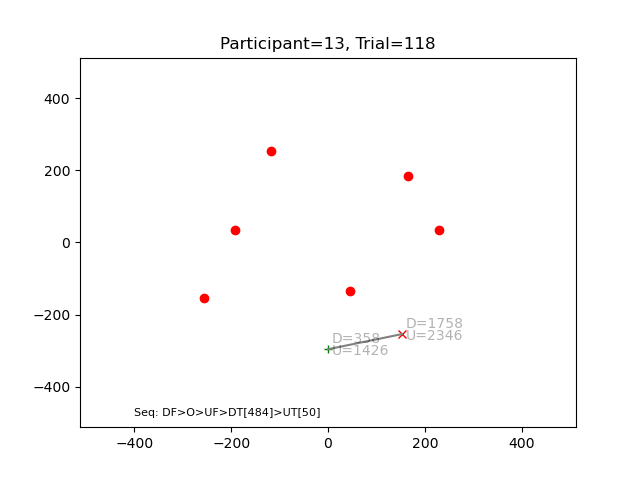 Participant=13, Trial=118
400
200
0
−200
−400
D=1758
U=2346
D=358
U=1426
Seq: DF>O>UF>DT[484]>UT[50]
−400
−200
0
200
400